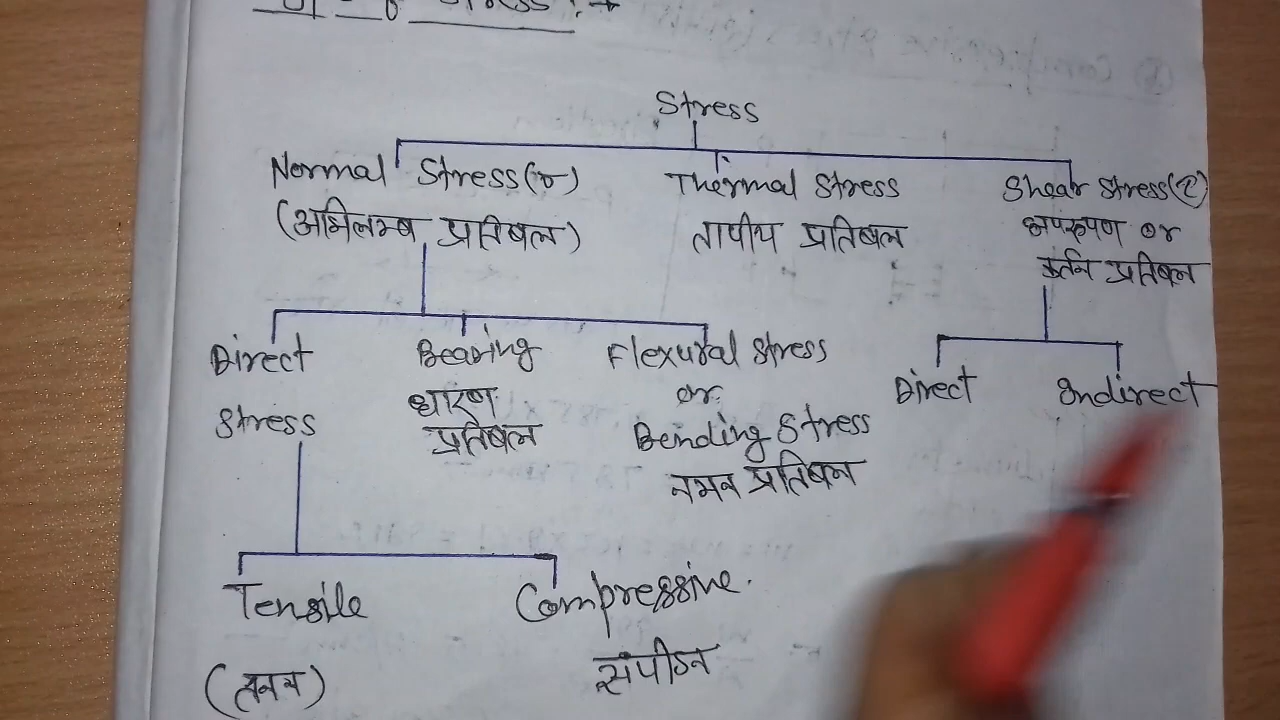 Stress
Normal Stress(σ) Thermal Stress Shear Stress(τ)
(अभिलम्ब प्रतिबल) तापीय प्रतिबल अपरूपण or
कर्तन प्रतिबल
Direct Bearing Flexural Stress
Stress धारण or
प्रतिबल Bending Stress
नमन प्रतिबल
Direct Indirect
Tensile Compressive.
(तनन) संपीडन